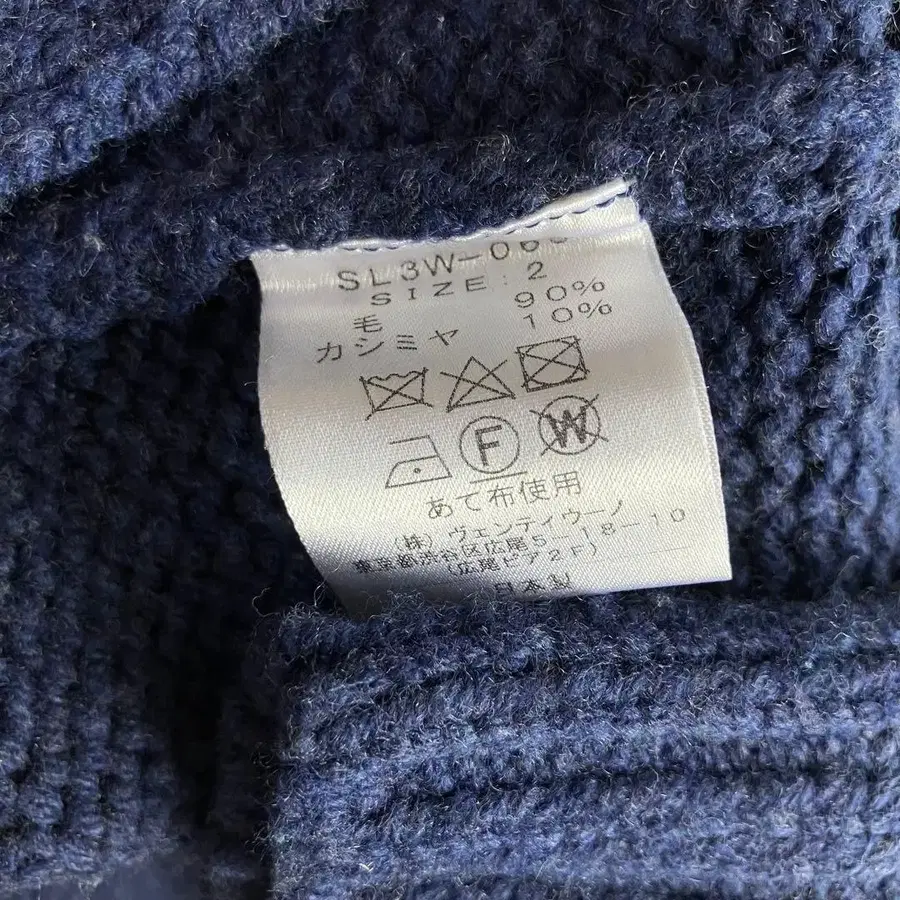 SL3W-06
SIZE:2
毛 90%
カシミヤ 10%
F W
あて布使用
(株) ヴェンティウーノ
東京都渋谷区広尾5-18-10
(広尾ピア2F)
日本製